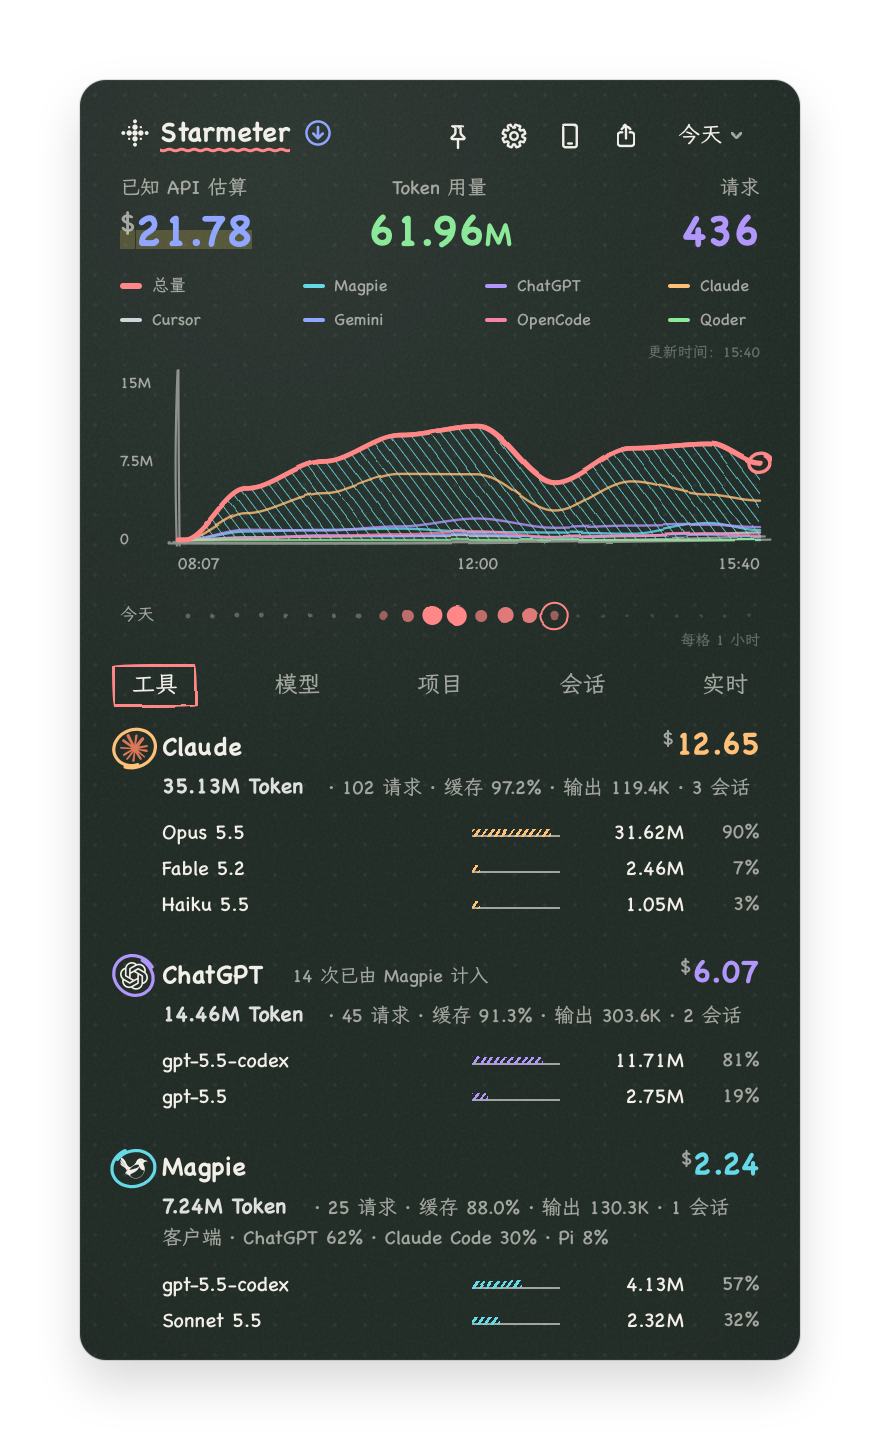 Starmeter 今天
已知 API 估算 Token 用量 请求
$21.78 61.96M 436
总量 Magpie ChatGPT Claude
Cursor Gemini OpenCode Qoder
更新时间: 15:40
15M
7.5M
0
08:07 12:00 15:40
今天
每格 1 小时
工具 模型 项目 会话 实时
Claude $12.65
35.13M Token · 102 请求 · 缓存 97.2% · 输出 119.4K · 3 会话
Opus 5.5 31.62M 90%
Fable 5.2 2.46M 7%
Haiku 5.5 1.05M 3%
ChatGPT 14 次已由 Magpie 计入 $6.07
14.46M Token · 45 请求 · 缓存 91.3% · 输出 303.6K · 2 会话
gpt-5.5-codex 11.71M 81%
gpt-5.5 2.75M 19%
Magpie $2.24
7.24M Token · 25 请求 · 缓存 88.0% · 输出 130.3K · 1 会话
客户端 · ChatGPT 62% · Claude Code 30% · Pi 8%
gpt-5.5-codex 4.13M 57%
Sonnet 5.5 2.32M 32%